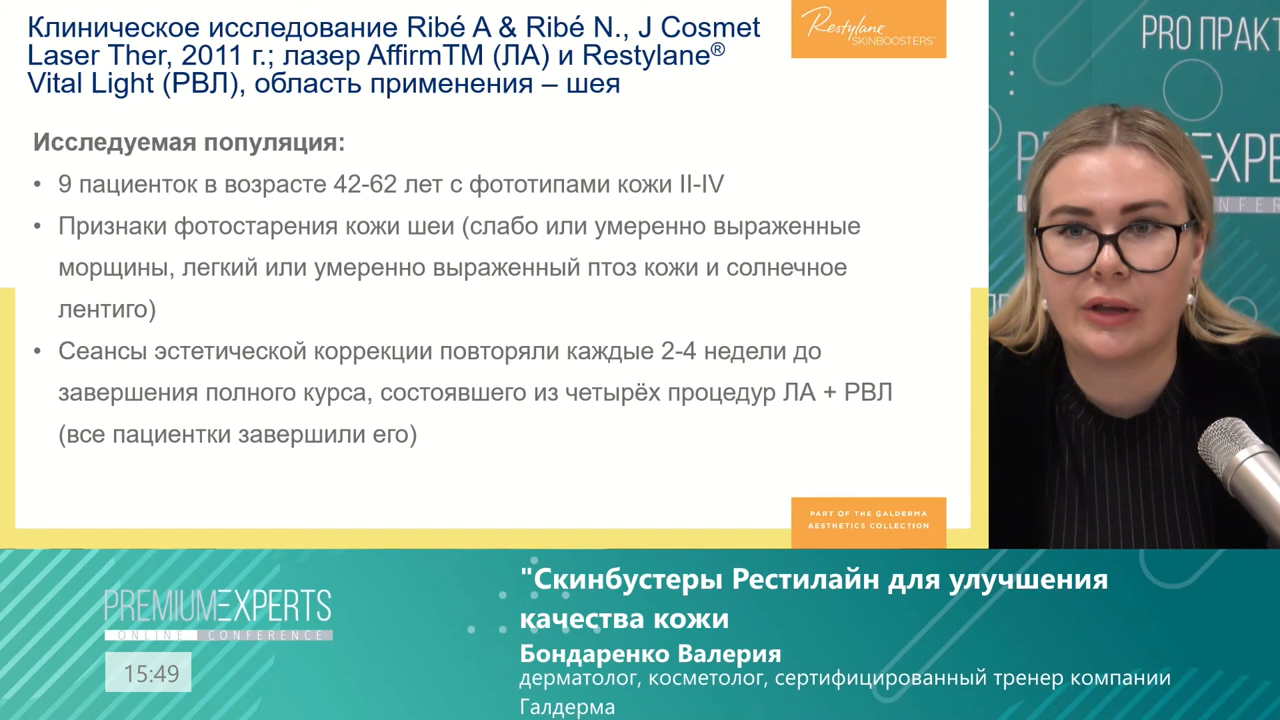 Клиническое исследование Ribé A & Ribé N., J Cosmet
Laser Ther, 2011 г.; лазер AffirmTM (ЛА) и Restylane®
Vital Light (РВЛ), область применения – шея
Restylane
SKINBOOSTERS™
Исследуемая популяция:
• 9 пациенток в возрасте 42-62 лет с фототипами кожи II-IV
• Признаки фотостарения кожи шеи (слабо или умеренно выраженные
морщины, легкий или умеренно выраженный птоз кожи и солнечное
лентиго)
• Сеансы эстетической коррекции повторяли каждые 2-4 недели до
завершения полного курса, состоявшего из четырёх процедур ЛА + РВЛ
(все пациентки завершили его)
PART OF THE GALDERMA
AESTHETICS COLLECTION
PRO ПРАКТ
PREMIUMEXPERTS
ONLINE CONFERENCE
15:49
"Скинбустеры Рестилайн для улучшения
качества кожи
Бондаренко Валерия
дерматолог, косметолог, сертифицированный тренер компании
Галдерма